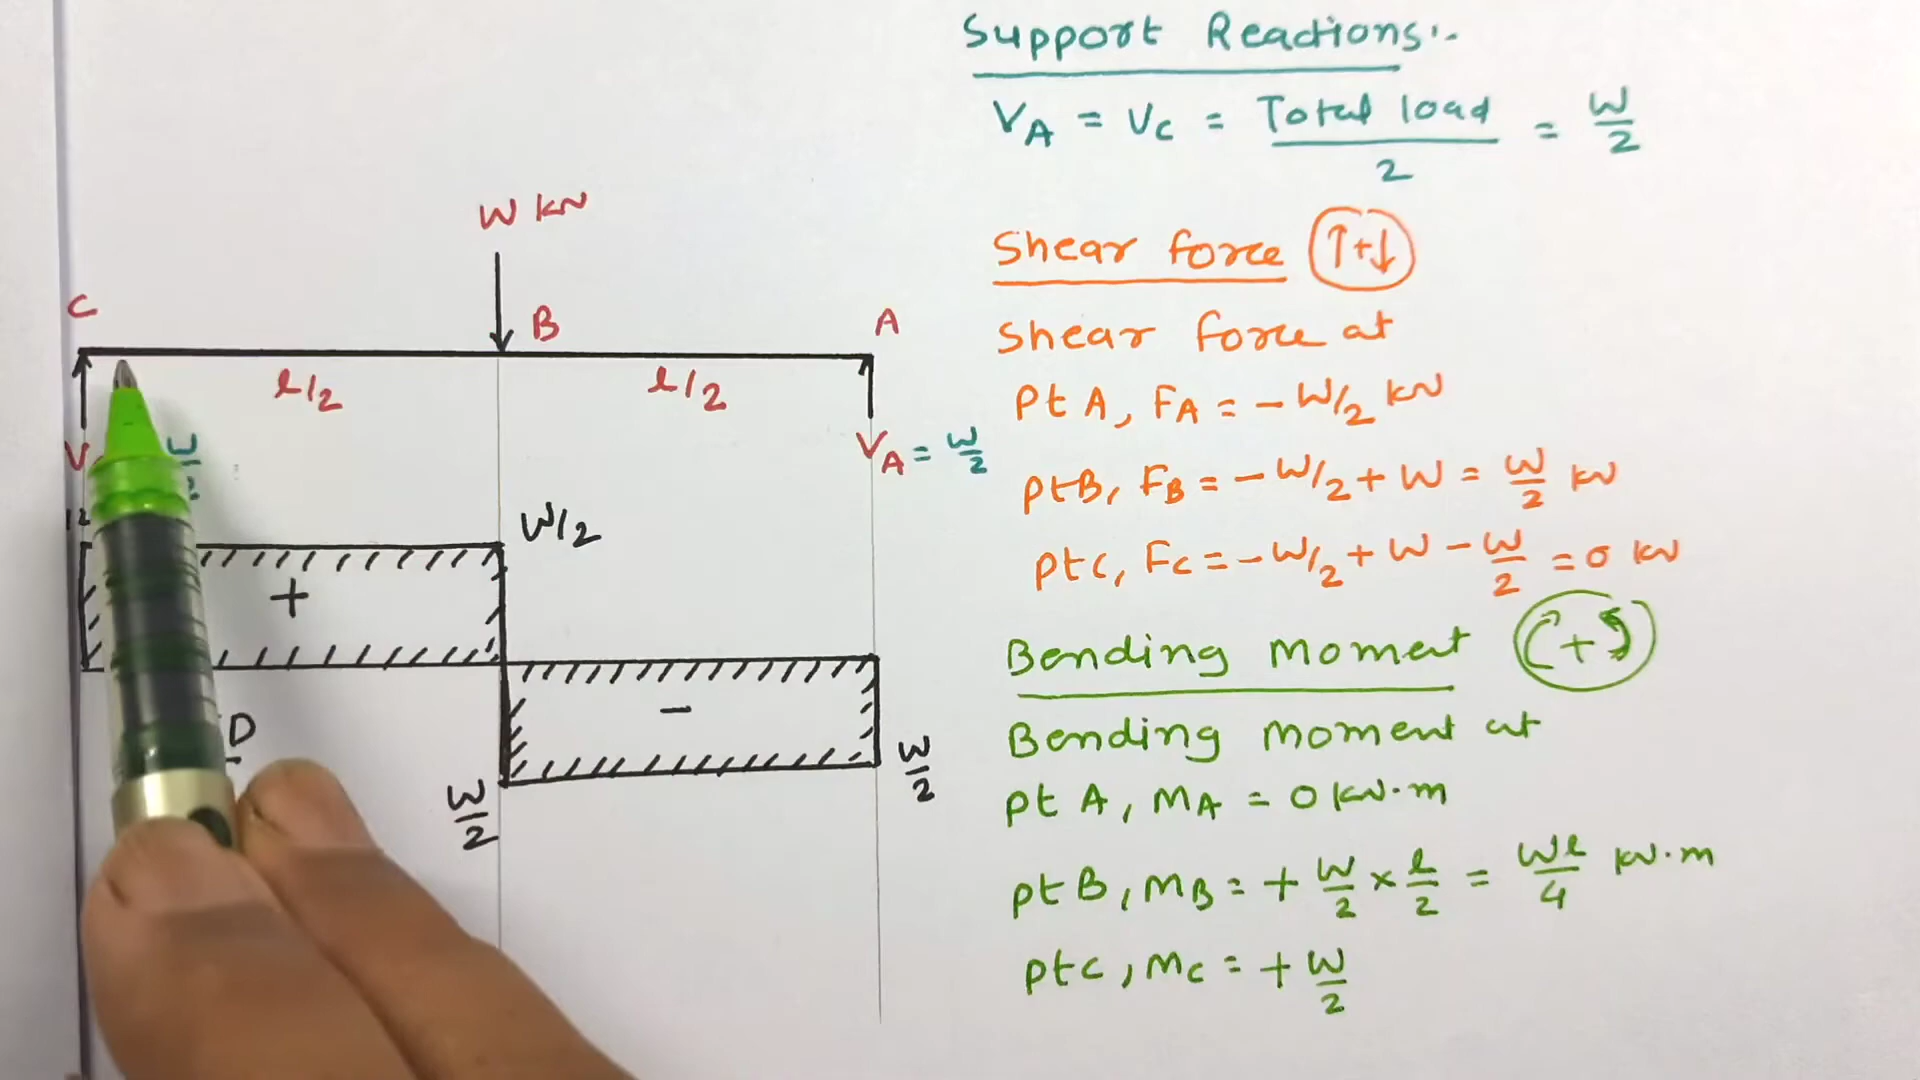 Support Reactions:-
VA = VC = Total load / 2 = W/2
W kN
C
B
A
l/2
l/2
V
W
VA = W/2
Shear force ↑+↓
Shear force at
Pt A, FA = -W/2 kN
Pt B, FB = -W/2 + W = W/2 kN
Pt C, FC = -W/2 + W - W/2 = 0 kN
W/2
+
-
D
W/2
W/2
Bending Moment (+)
Bending Moment at
pt A, MA = 0 kN.m
pt B, MB = + W/2 × l/2 = Wl/4 kN.m
pt C, MC = + W/2